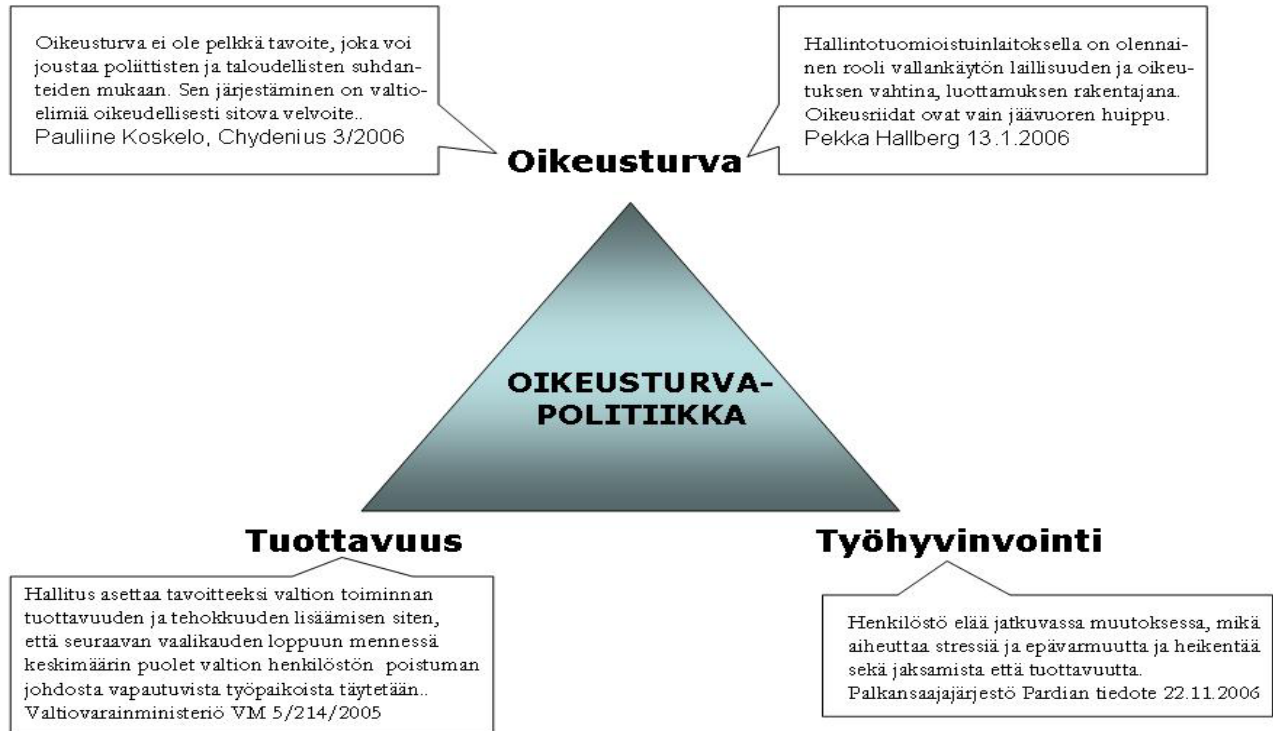 Oikeusturva ei ole pelkkä tavoite, joka voi
joustaa poliittisten ja taloudellisten suhdan-
teiden mukaan. Sen järjestäminen on valtio-
elimiä oikeudellisesti sitova velvoite..
Pauliine Koskelo, Chydenius 3/2006
Hallintotuomioistuinlaitoksella on olennai-
nen rooli vallankäytön laillisuuden ja oikeu-
tuksen vahtina, luottamuksen rakentajana.
Oikeusriidat ovat vain jäävuoren huippu.
Pekka Hallberg 13.1.2006
Oikeusturva
OIKEUSTURVA-
POLITIIKKA
Tuottavuus
Työhyvinvointi
Hallitus asettaa tavoitteeksi valtion toiminnan
tuottavuuden ja tehokkuuden lisäämisen siten,
että seuraavan vaalikauden loppuun mennessä
keskimäärin puolet valtion henkilöstön poistuman
johdosta vapautuvista työpaikoista täytetään..
Valtiovarainministeriö VM 5/214/2005
Henkilöstö elää jatkuvassa muutoksessa, mikä
aiheuttaa stressiä ja epävarmuutta ja heikentää
sekä jaksamista että tuottavuutta.
Palkansaajajärjestö Pardian tiedote 22.11.2006